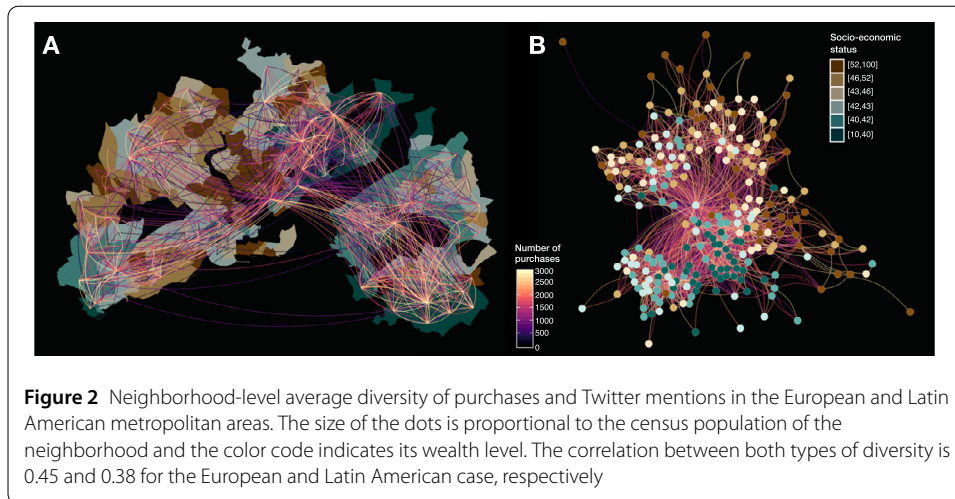 A
B
Socio-economic
status
[52,100]
[46,52]
[43,46]
[42,43]
[40,42]
[10,40]
Number of
purchases
3000
2500
2000
1500
1000
500
0
Figure 2 Neighborhood-level average diversity of purchases and Twitter mentions in the European and Latin
American metropolitan areas. The size of the dots is proportional to the census population of the
neighborhood and the color code indicates its wealth level. The correlation between both types of diversity is
0.45 and 0.38 for the European and Latin American case, respectively